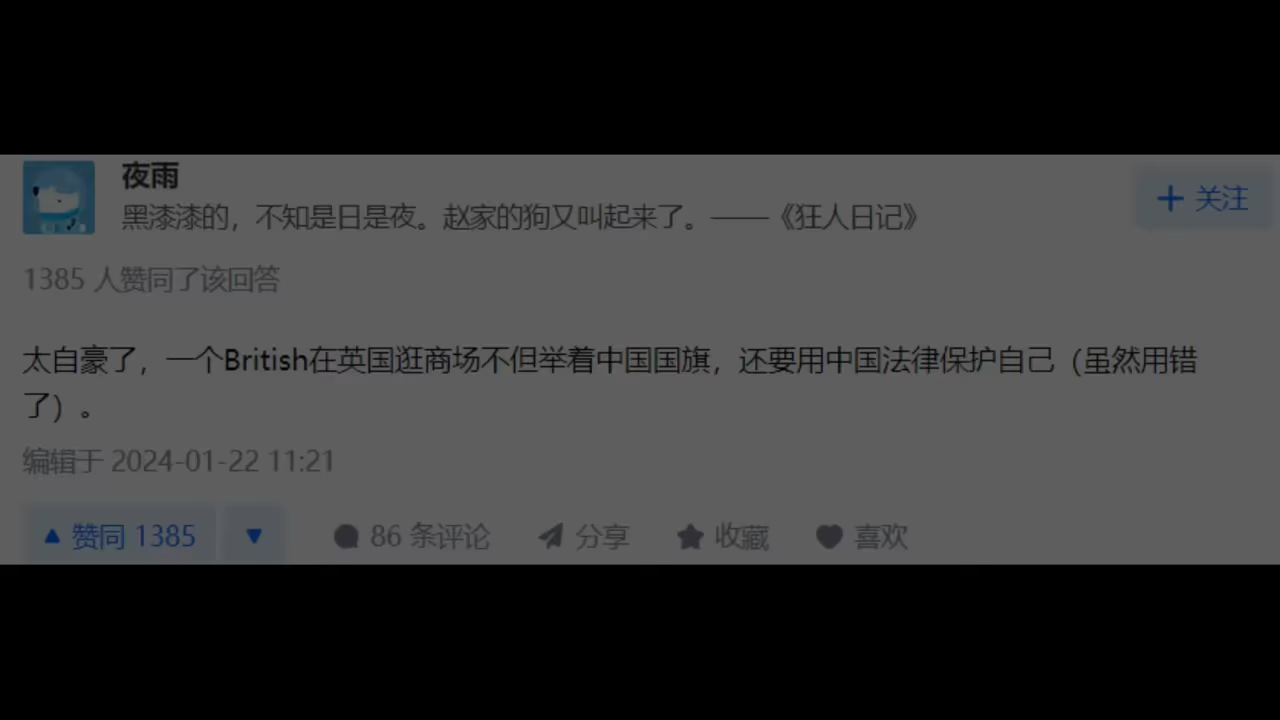 夜雨
黑漆漆的，不知是日是夜。赵家的狗又叫起来了。——《狂人日记》
+ 关注
1385 人赞同了该回答
太自豪了，一个British在英国逛商场不但举着中国国旗，还要用中国法律保护自己（虽然用错
了）。
编辑于 2024-01-22 11:21
▲ 赞同 1385 ▼ 86 条评论 分享 收藏 喜欢